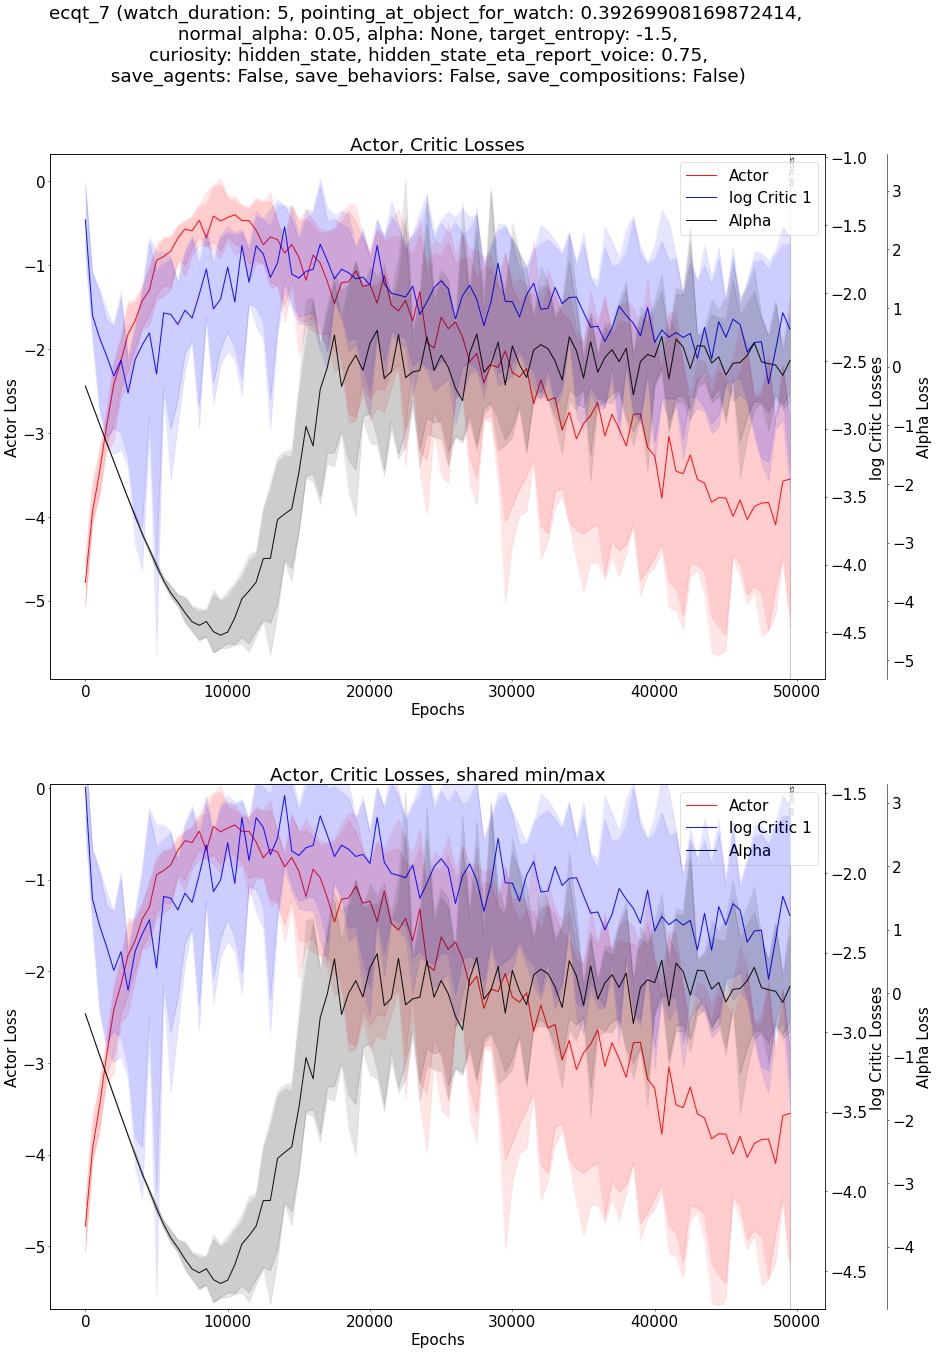 ecqt_7 (watch_duration: 5, pointing_at_object_for_watch: 0.39269908169872414,
normal_alpha: 0.05, alpha: None, target_entropy: -1.5,
curiosity: hidden_state, hidden_state_eta_report_voice: 0.75,
save_agents: False, save_behaviors: False, save_compositions: False)
Actor, Critic Losses
Actor
log Critic 1
Alpha
All Tasks
0
−1
−2
−3
−4
−5
Actor Loss
−1.0
−1.5
−2.0
−2.5
−3.0
−3.5
−4.0
−4.5
log Critic Losses
3
2
1
0
−1
−2
−3
−4
−5
Alpha Loss
0 10000 20000 30000 40000 50000
Epochs
Actor, Critic Losses, shared min/max
Actor
log Critic 1
Alpha
All Tasks
0
−1
−2
−3
−4
−5
Actor Loss
−1.5
−2.0
−2.5
−3.0
−3.5
−4.0
−4.5
log Critic Losses
3
2
1
0
−1
−2
−3
−4
Alpha Loss
0 10000 20000 30000 40000 50000
Epochs